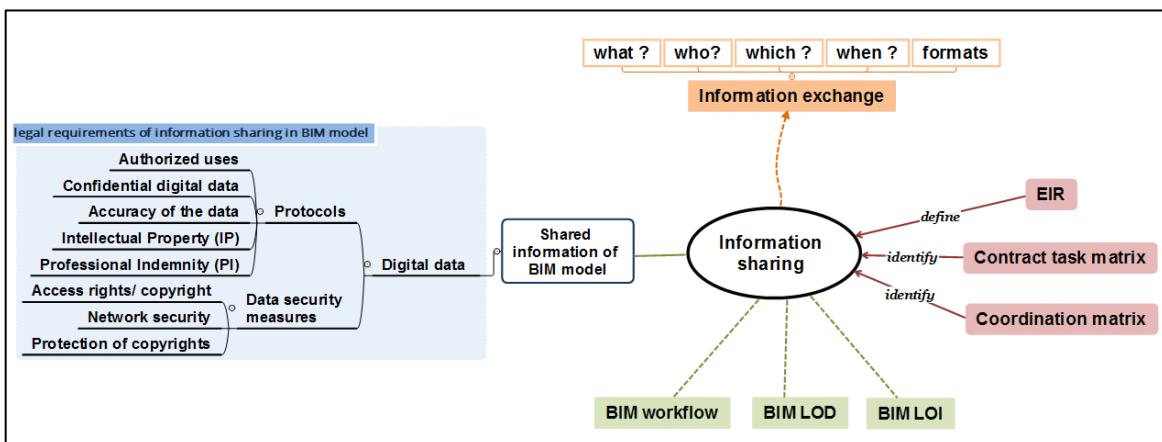 what ?
who?
which ?
when ?
formats
Information exchange
legal requirements of information sharing in BIM model
Authorized uses
Confidential digital data
Accuracy of the data
Intellectual Property (IP)
Professional Indemnity (PI)
Protocols
Access rights/ copyright
Network security
Protection of copyrights
Data security
measures
Digital data
Shared
information of
BIM model
Information
sharing
define
EIR
identify
Contract task matrix
identify
Coordination matrix
BIM workflow
BIM LOD
BIM LOI